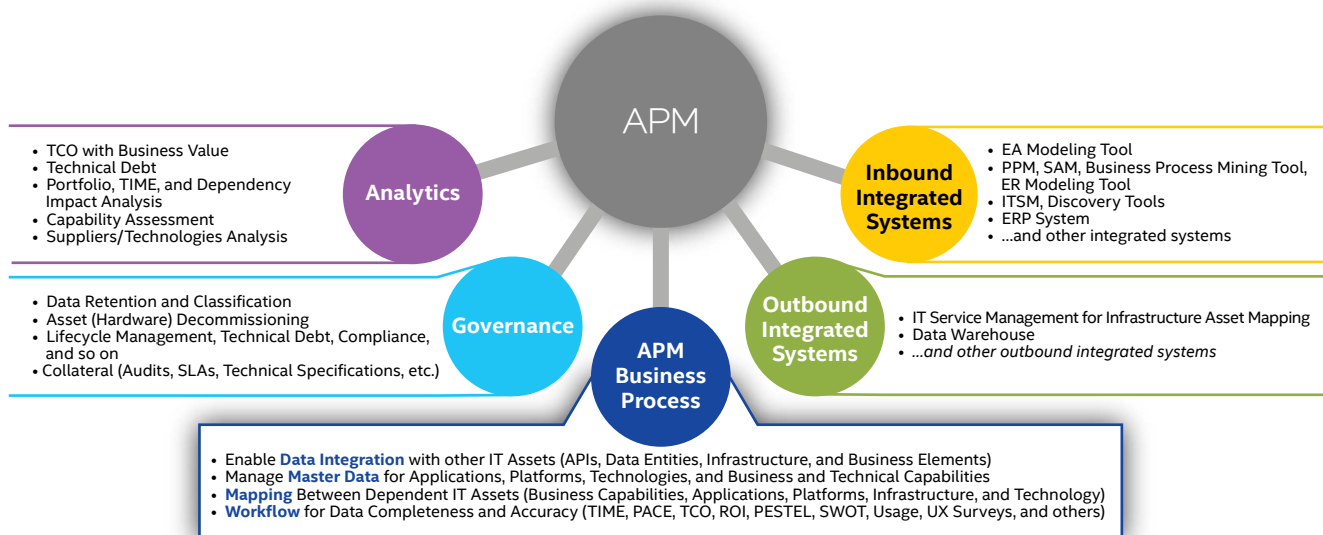 APM
Analytics
• TCO with Business Value
• Technical Debt
• Portfolio, TIME, and Dependency
Impact Analysis
• Capability Assessment
• Suppliers/Technologies Analysis
Governance
• Data Retention and Classification
• Asset (Hardware) Decommissioning
• Lifecycle Management, Technical Debt, Compliance,
and so on
• Collateral (Audits, SLAs, Technical Specifications, etc.)
APM
Business
Process
• Enable Data Integration with other IT Assets (APIs, Data Entities, Infrastructure, and Business Elements)
• Manage Master Data for Applications, Platforms, Technologies, and Business and Technical Capabilities
• Mapping Between Dependent IT Assets (Business Capabilities, Applications, Platforms, Infrastructure, and Technology)
• Workflow for Data Completeness and Accuracy (TIME, PACE, TCO, ROI, PESTEL, SWOT, Usage, UX Surveys, and others)
Outbound
Integrated
Systems
• IT Service Management for Infrastructure Asset Mapping
• Data Warehouse
• ...and other outbound integrated systems
Inbound
Integrated
Systems
• EA Modeling Tool
• PPM, SAM, Business Process Mining Tool,
ER Modeling Tool
• ITSM, Discovery Tools
• ERP System
• ...and other integrated systems